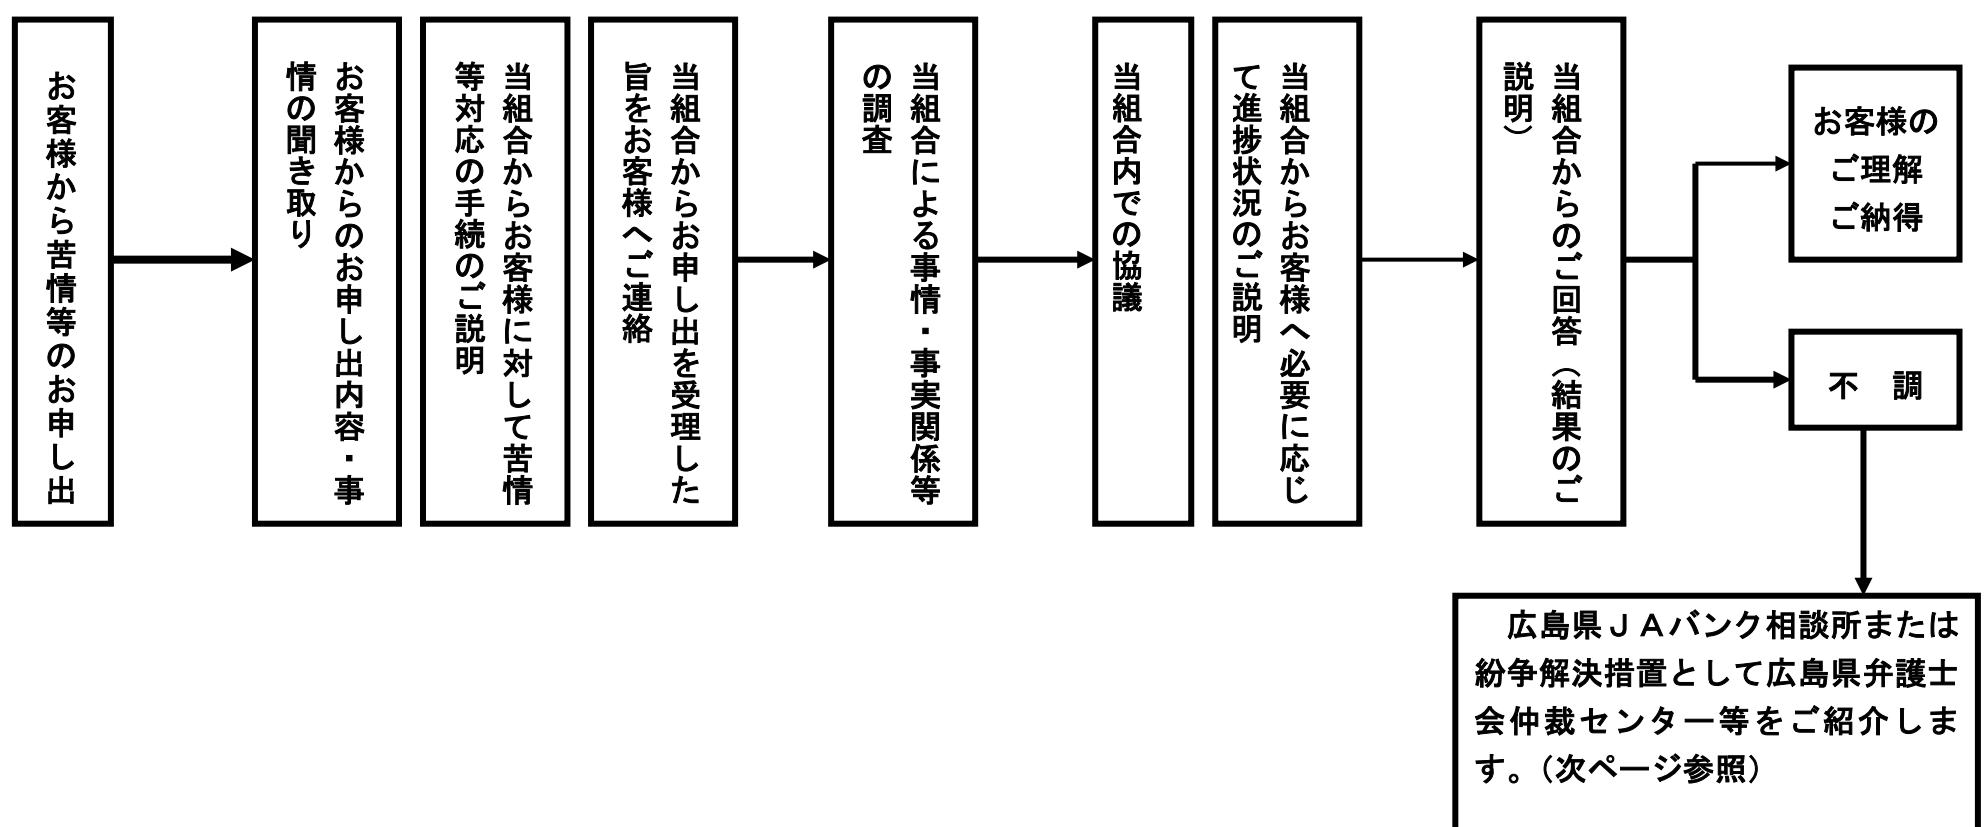 お客様から苦情等のお申し出
お客様からのお申し出内容・事
情の聞き取り
当組合からお客様に対して苦情
等対応の手続のご説明
当組合からお申し出を受理した
旨をお客様へご連絡
当組合による事情・事実関係等
の調査
当組合内での協議
当組合からお客様へ必要に応じ
て進捗状況のご説明
当組合からのご回答（結果のご
説明）
お客様の
ご理解
ご納得
不　調
広島県ＪＡバンク相談所または
紛争解決措置として広島県弁護士
会仲裁センター等をご紹介しま
す。（次ページ参照）